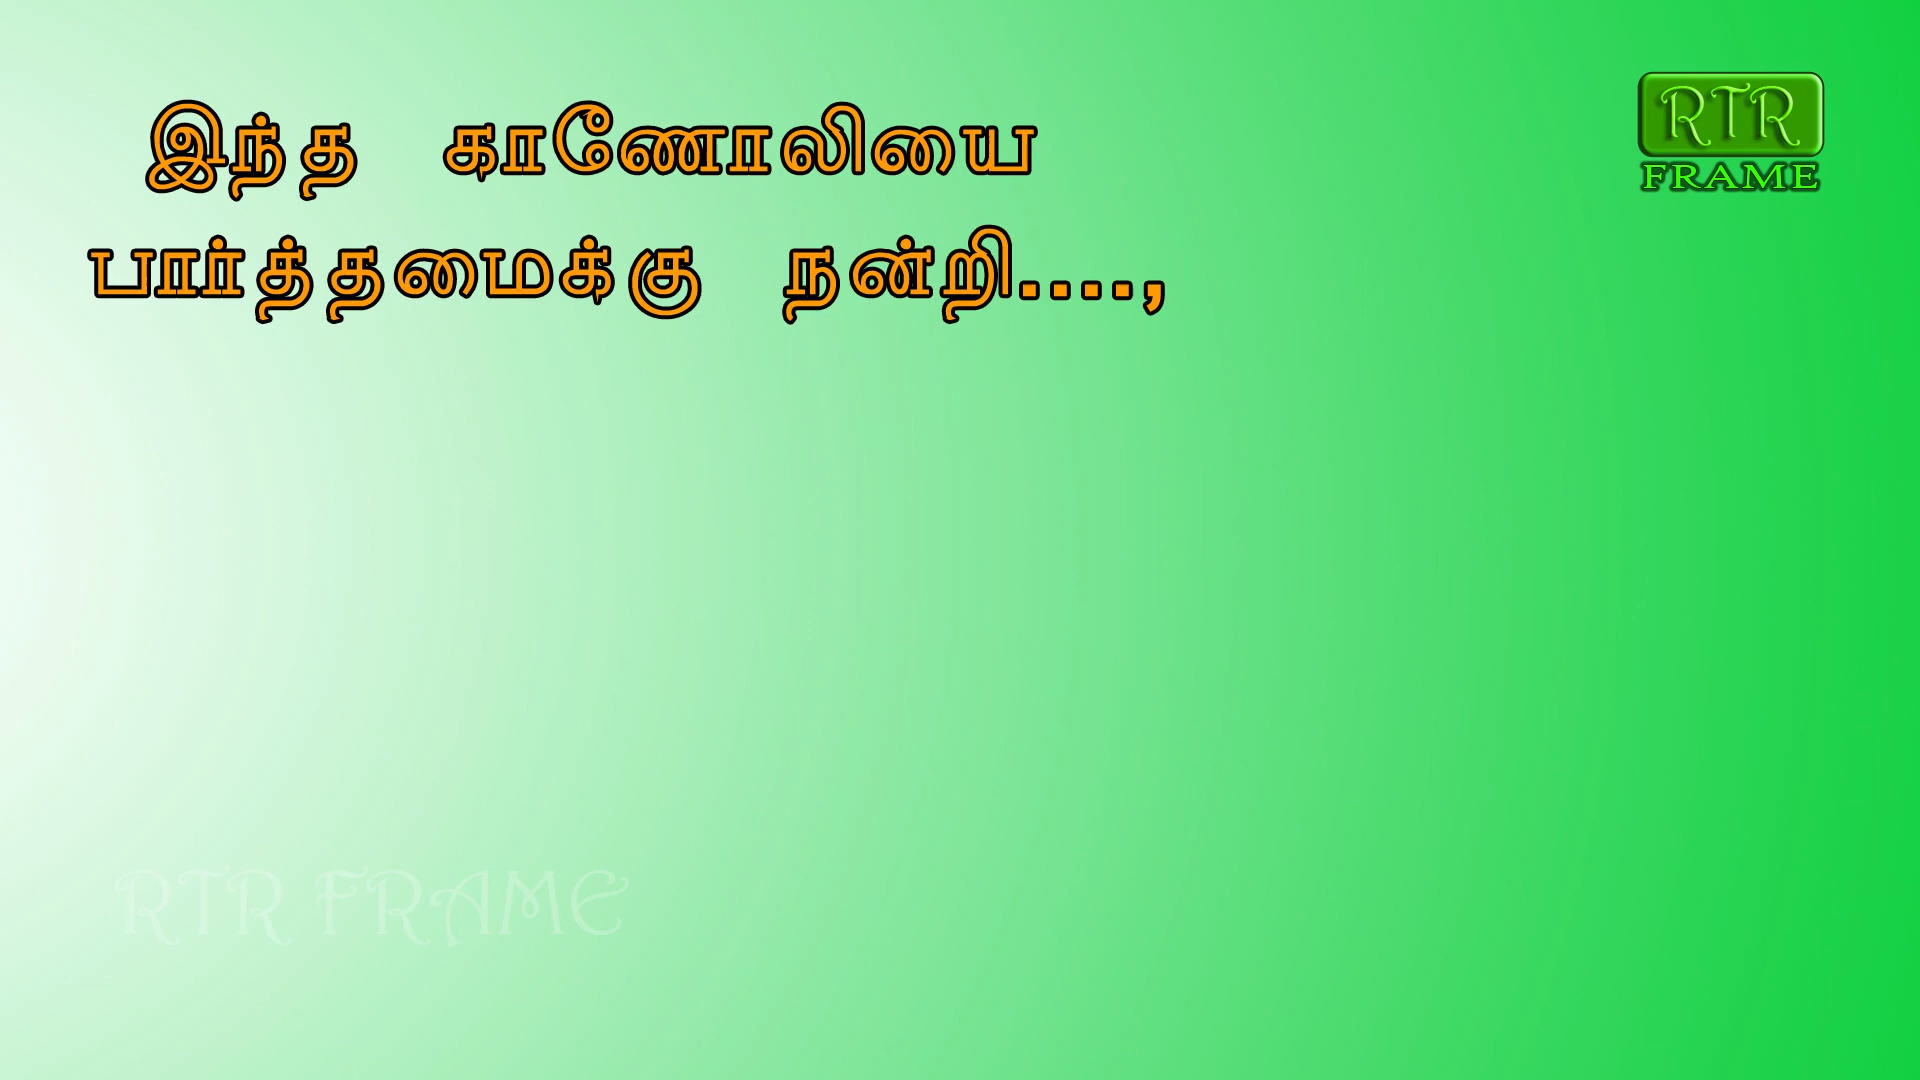 இந்த காணோலியை
பார்த்தமைக்கு நன்றி....,
RTR
FRAME
RTR FRAME